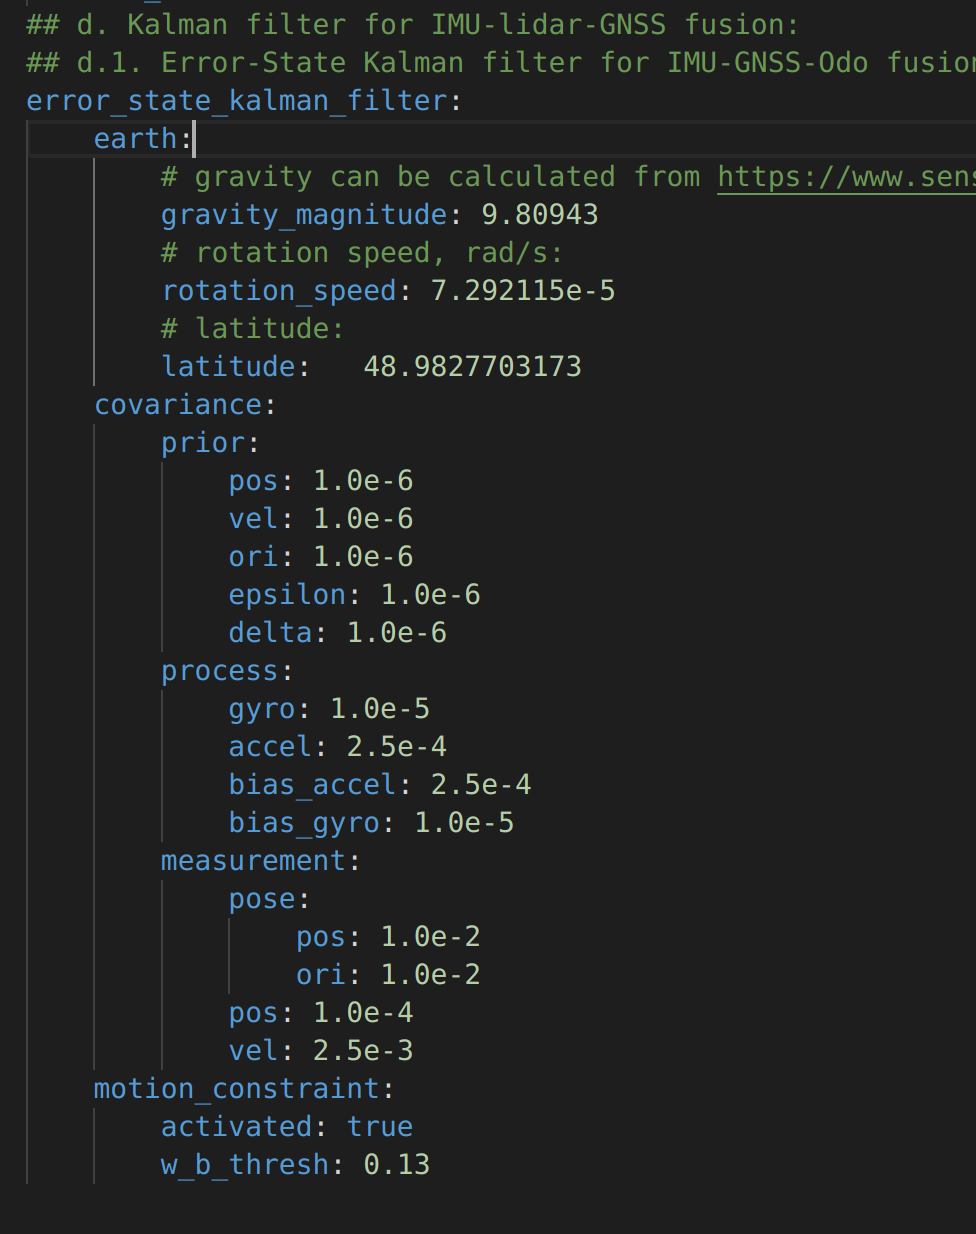 ## d. Kalman filter for IMU-lidar-GNSS fusion:
## d.1. Error-State Kalman filter for IMU-GNSS-Odo
error_state_kalman_filter:
earth:
# gravity can be calculated from https://www.sens
gravity_magnitude: 9.80943
# rotation speed, rad/s:
rotation_speed: 7.292115e-5
# latitude:
latitude:   48.9827703173
covariance:
prior:
pos: 1.0e-6
vel: 1.0e-6
ori: 1.0e-6
epsilon: 1.0e-6
delta: 1.0e-6
process:
gyro: 1.0e-5
accel: 2.5e-4
bias_accel: 2.5e-4
bias_gyro: 1.0e-5
measurement:
pose:
pos: 1.0e-2
ori: 1.0e-2
pos: 1.0e-4
vel: 2.5e-3
motion_constraint:
activated: true
w_b_thresh: 0.13